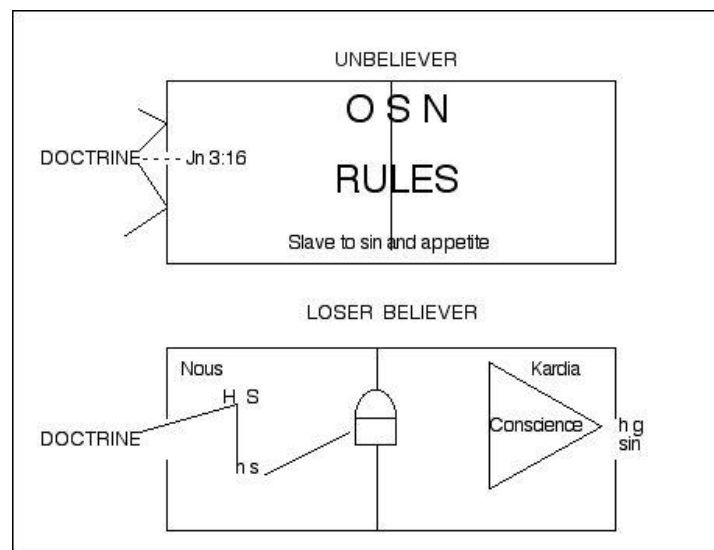 UNBELIEVER
O S N
DOCTRINE Jn 3:16
RULES
Slave to sin and appetite
LOSER BELIEVER
Nous
Kardia
H S
Conscience
h g
sin
DOCTRINE
h s